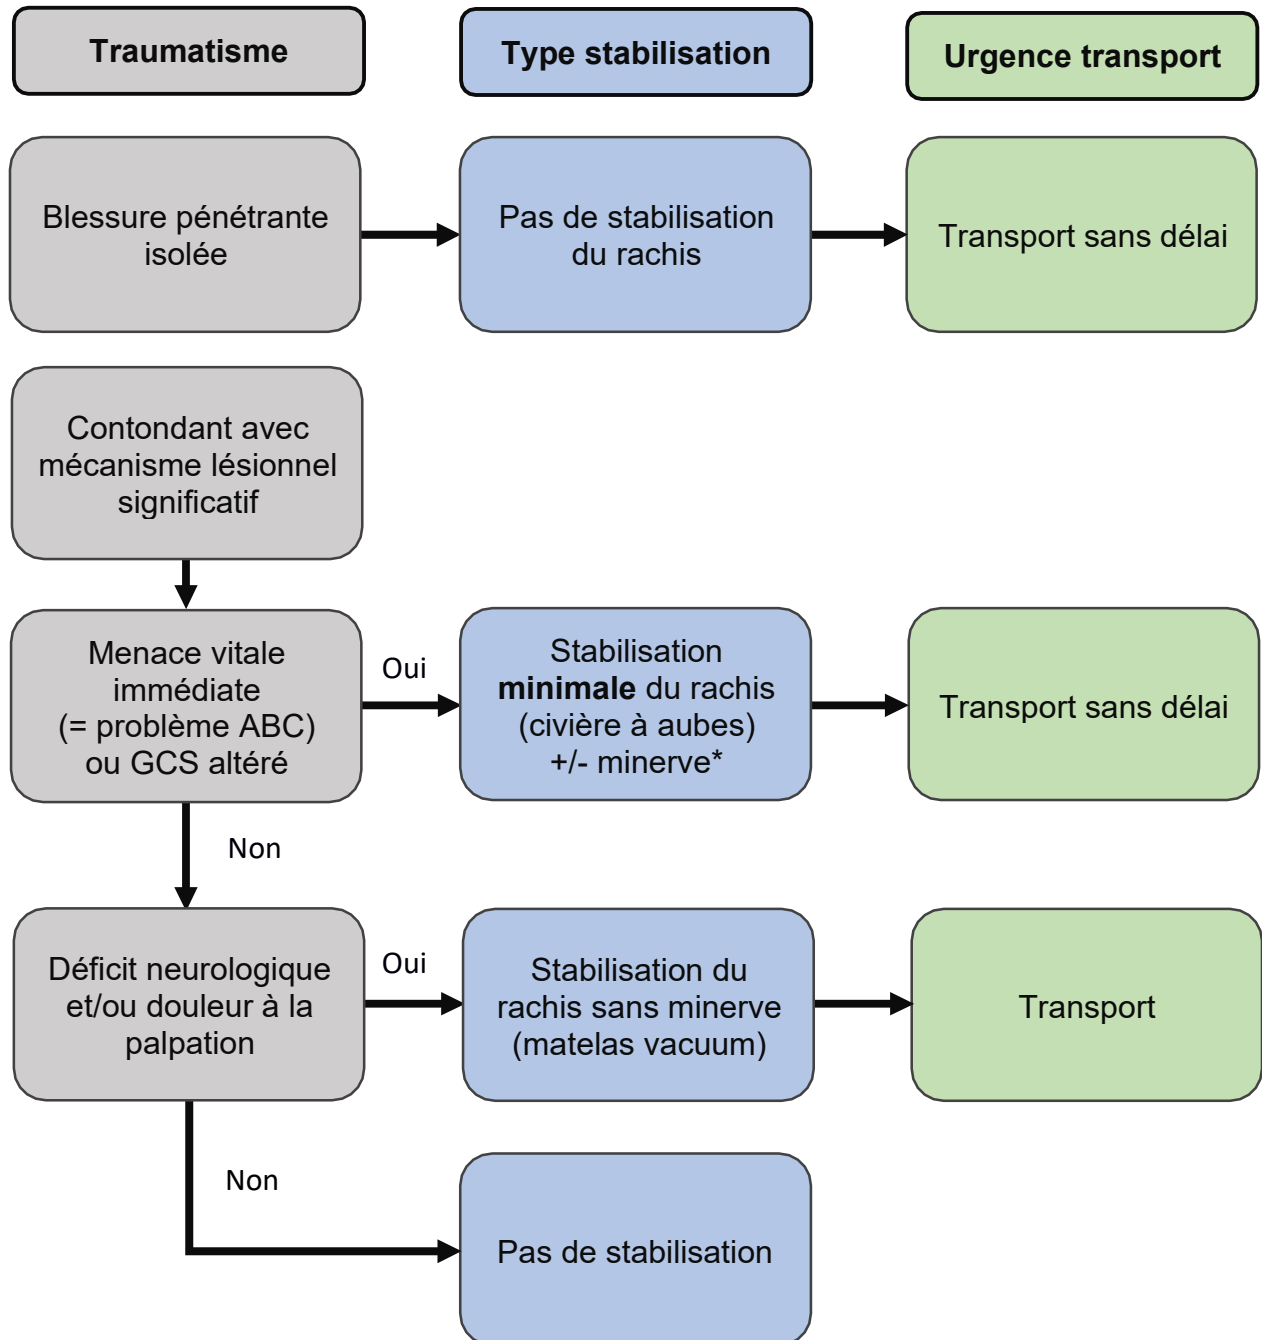 Traumatisme
Type stabilisation
Urgence transport
Blessure pénétrante
isolée
Pas de stabilisation
du rachis
Transport sans délai
Contondant avec
mécanisme lésionnel
significatif
Menace vitale
immédiate
(= problème ABC)
ou GCS altéré
Oui
Stabilisation
minimale du rachis
(civière à aubes)
+/- minerve*
Transport sans délai
Non
Déficit neurologique
et/ou douleur à la
palpation
Oui
Stabilisation du
rachis sans minerve
(matelas vacuum)
Transport
Non
Pas de stabilisation